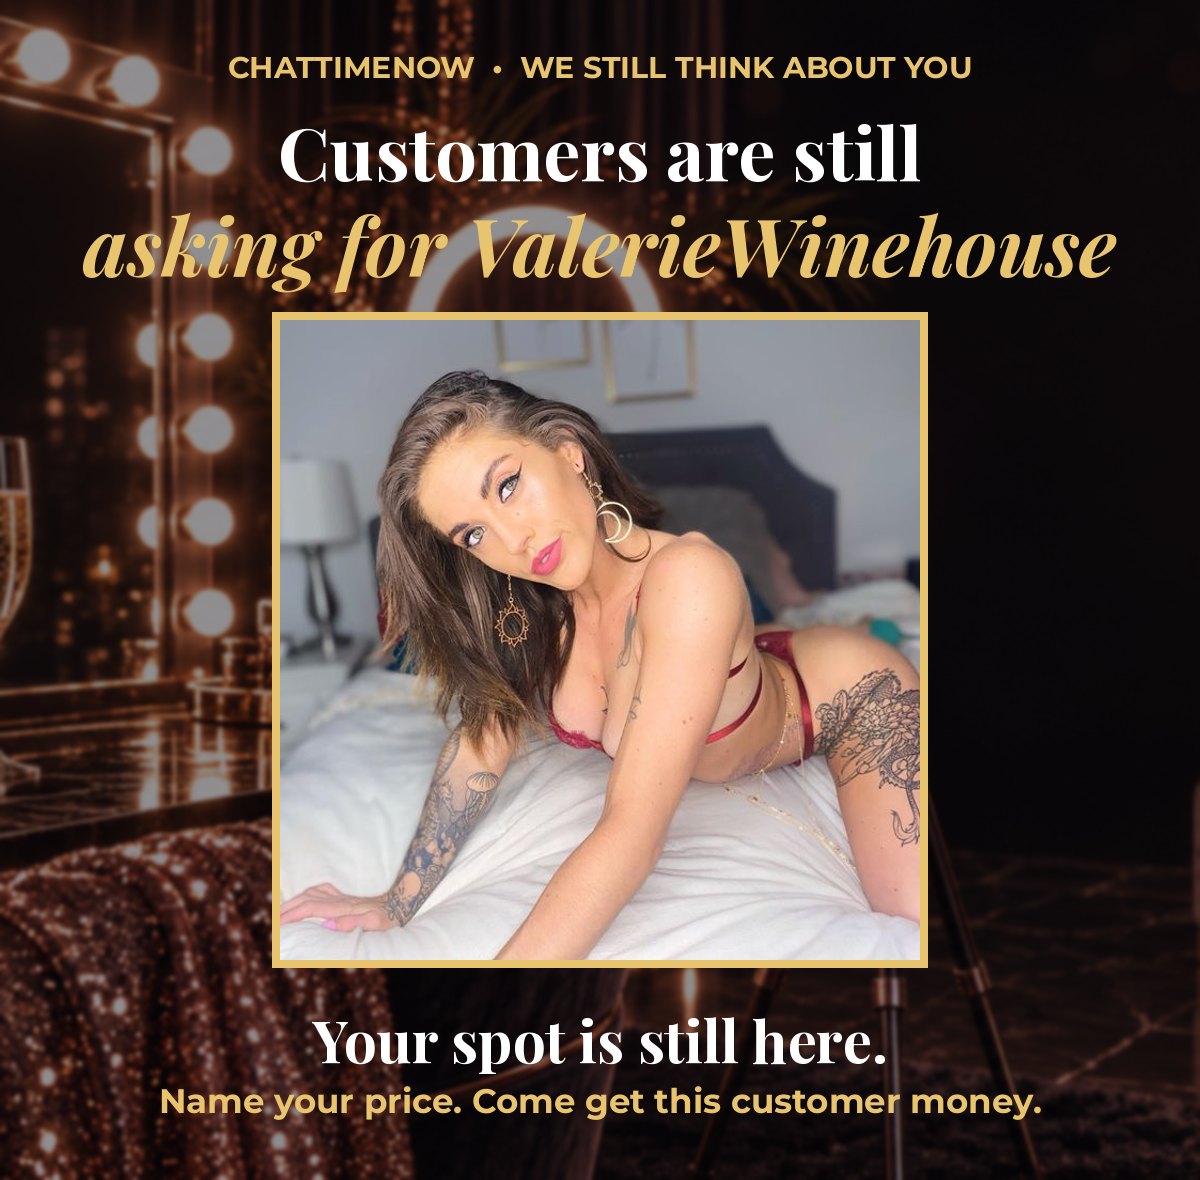 CHATTIMENOW • WE STILL THINK ABOUT YOU
Customers are still
asking for ValerieWinehouse
Your spot is still here.
Name your price. Come get this customer money.